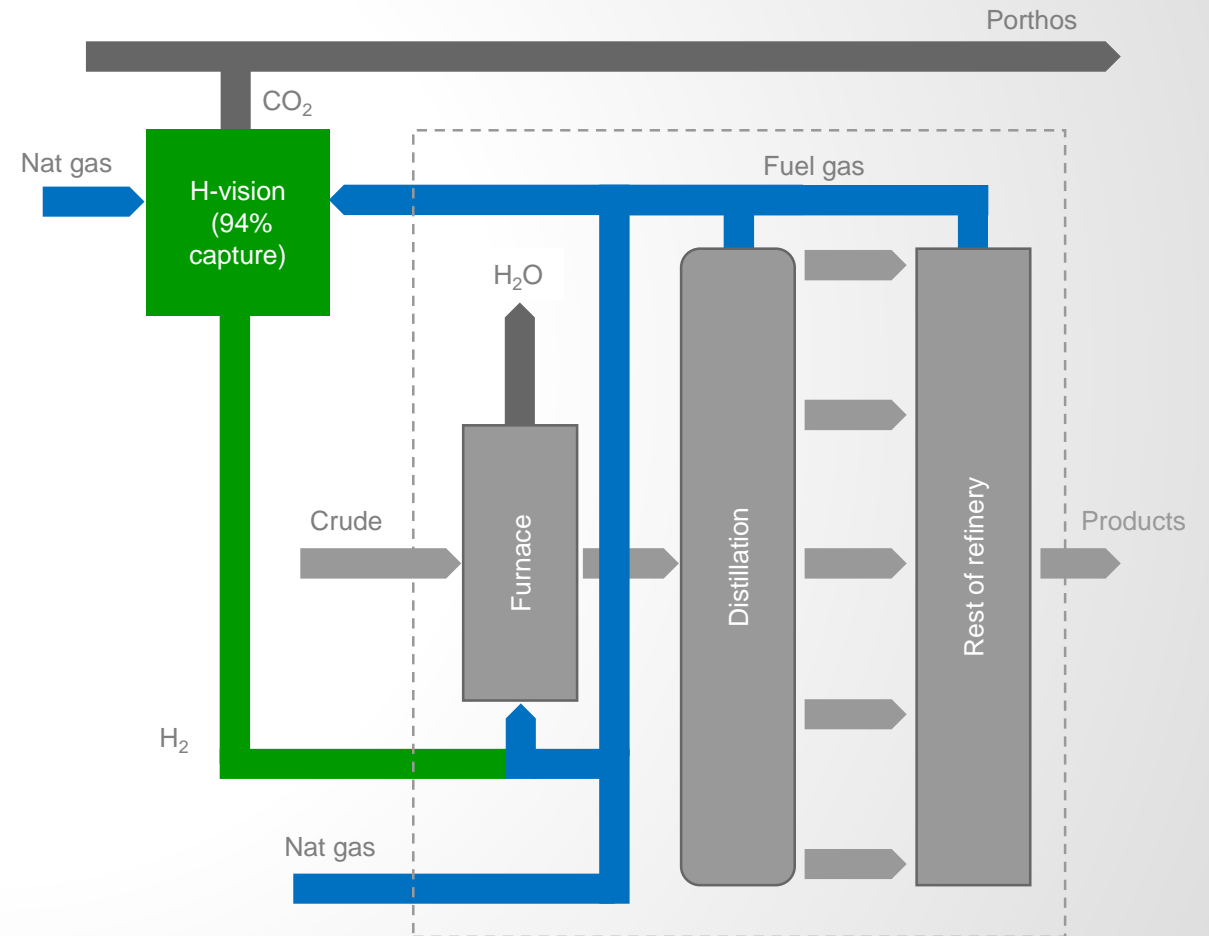 Porthos
CO₂
Nat gas
Fuel gas
H-vision
(94%
capture)
H₂O
Crude
Furnace
Distillation
Rest of refinery
Products
H₂
Nat gas